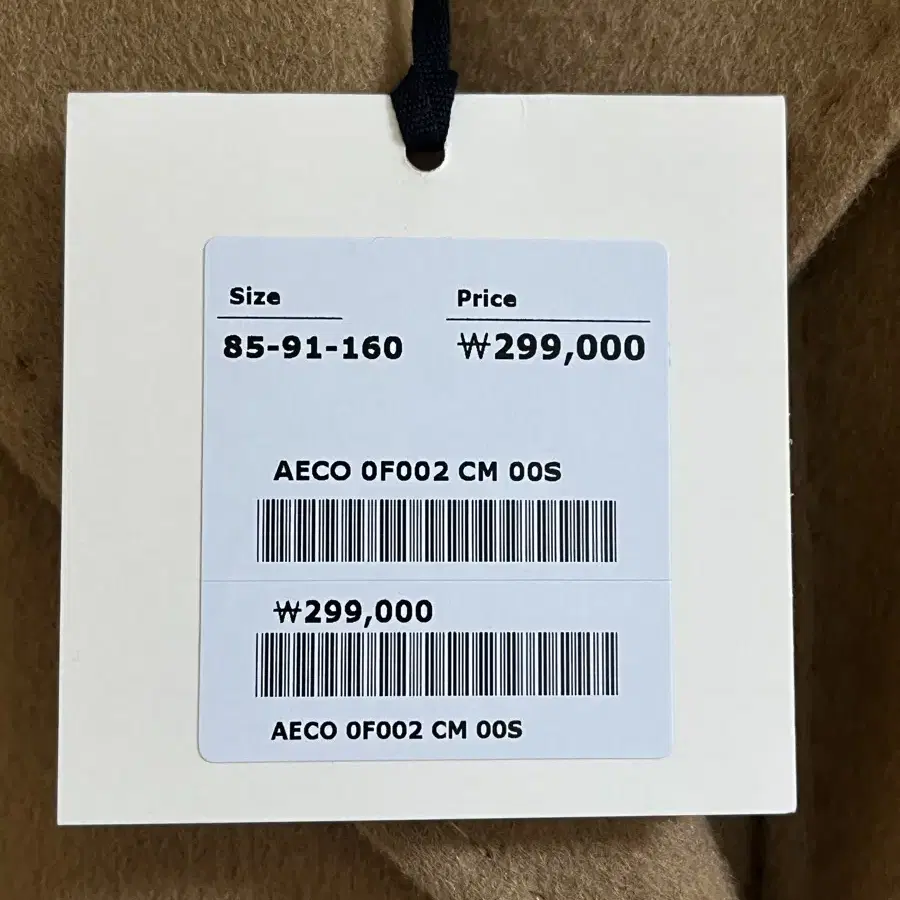 Size Price
85-91-160 ₩299,000
AECO 0F002 CM 00S
₩299,000
AECO 0F002 CM 00S